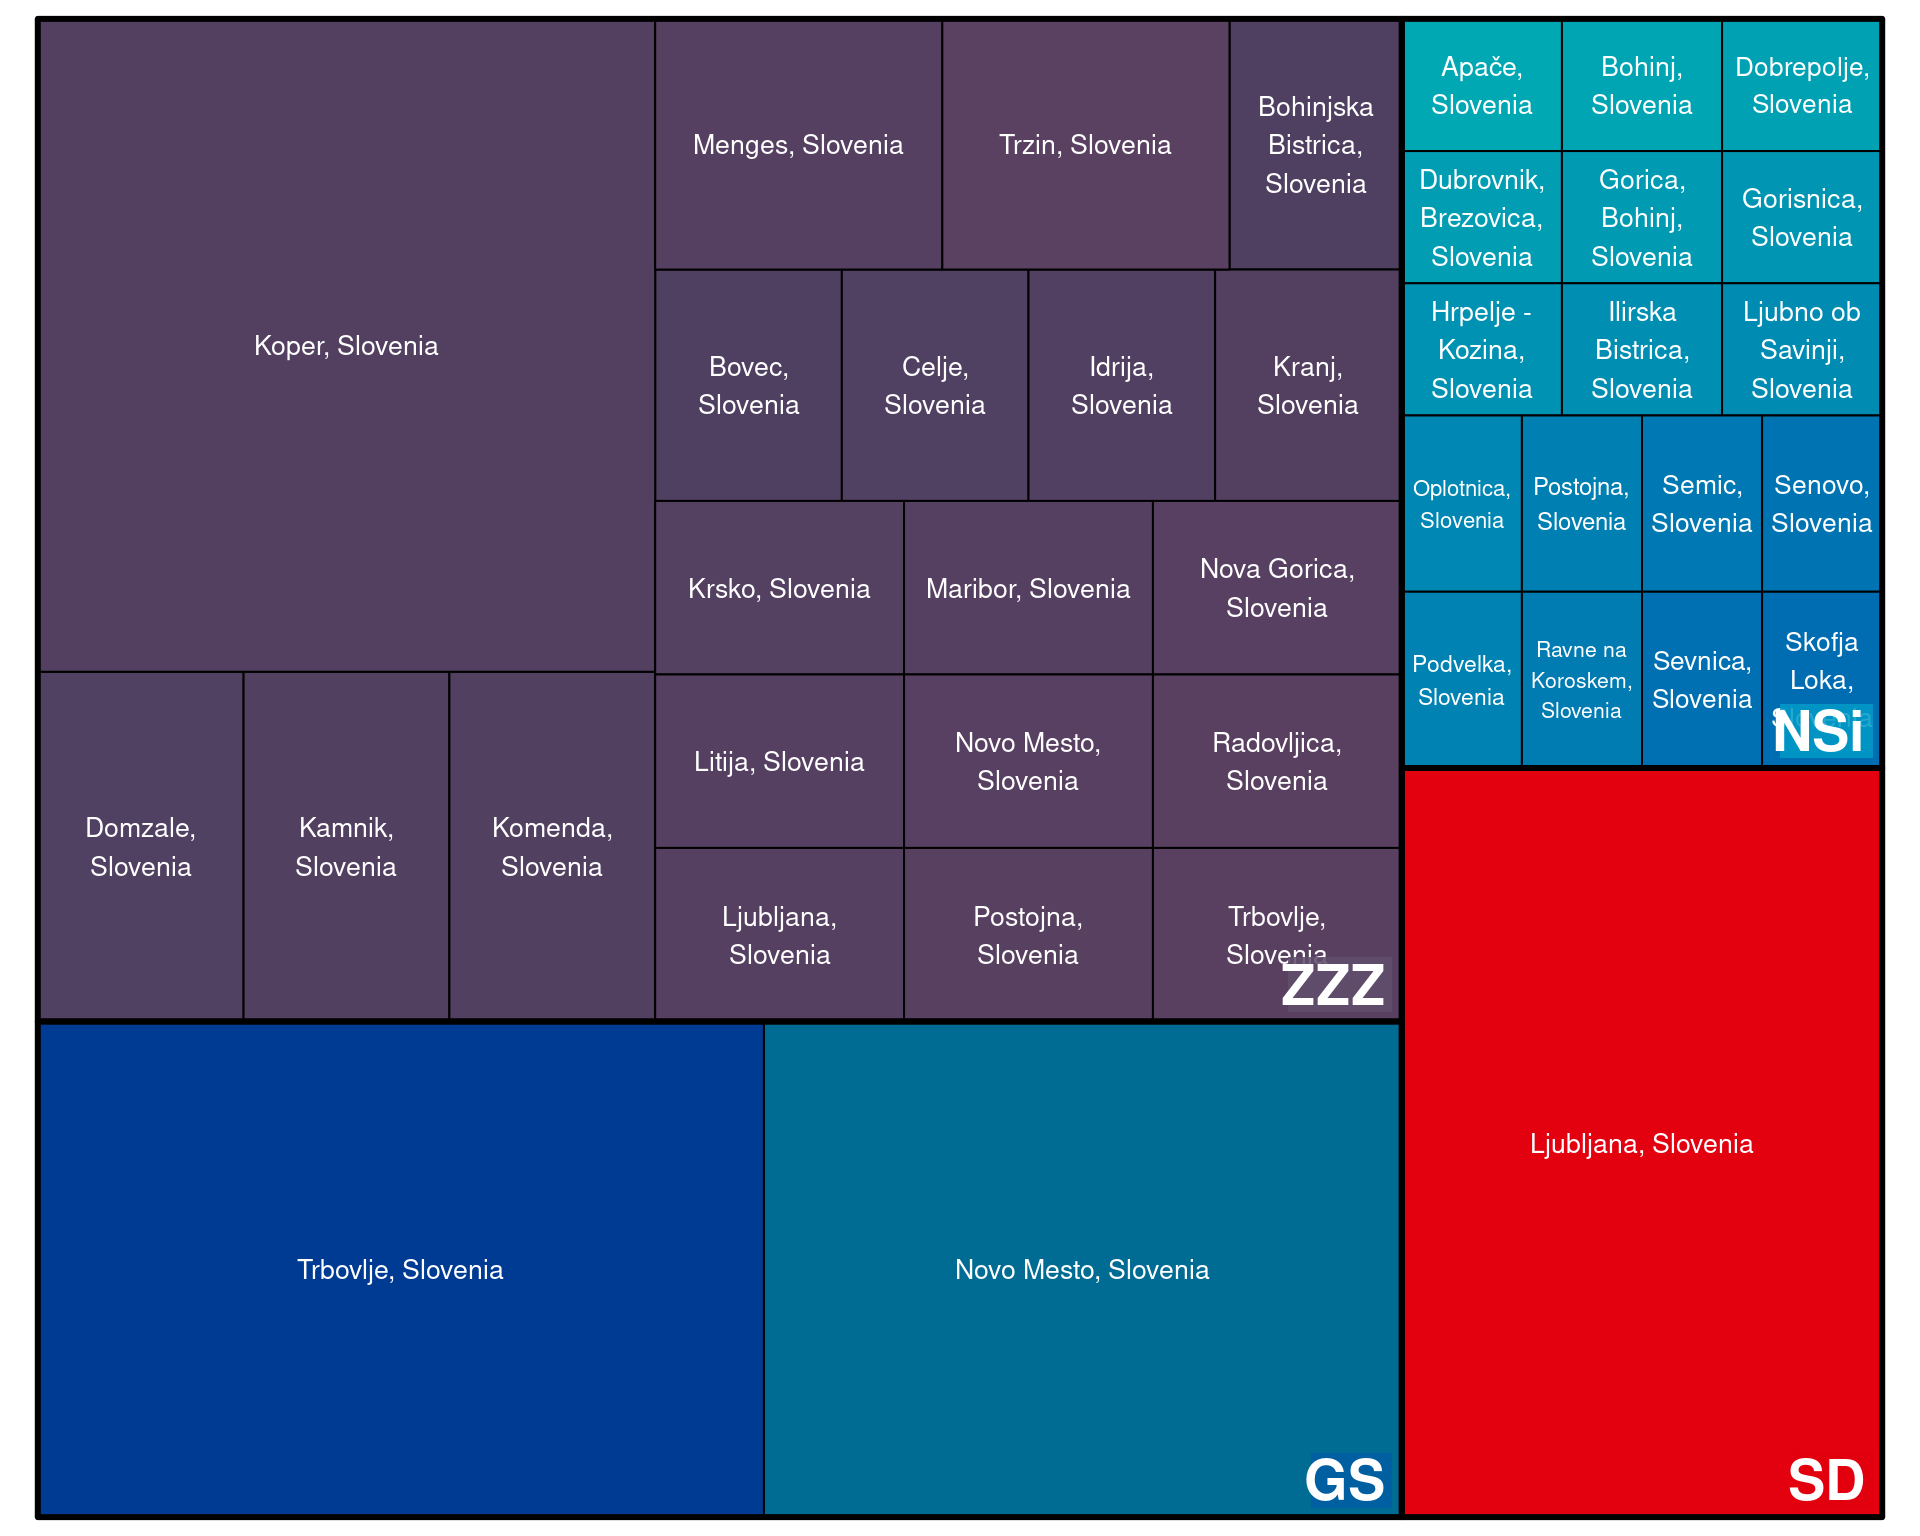 Koper, Slovenia
Menges, Slovenia
Trzin, Slovenia
Bohinjska
Bistrica,
Slovenia
Bovec,
Slovenia
Celje,
Slovenia
Idrija,
Slovenia
Kranj,
Slovenia
Krsko, Slovenia
Maribor, Slovenia
Nova Gorica,
Slovenia
Litija, Slovenia
Novo Mesto,
Slovenia
Radovljica,
Slovenia
Domzale,
Slovenia
Kamnik,
Slovenia
Komenda,
Slovenia
Ljubljana,
Slovenia
Postojna,
Slovenia
Trbovlje,
Slovenia
ZZZ
Apače,
Slovenia
Bohinj,
Slovenia
Dobrepolje,
Slovenia
Dubrovnik,
Brezovica,
Slovenia
Gorica,
Bohinj,
Slovenia
Gorisnica,
Slovenia
Hrpelje -
Kozina,
Slovenia
Ilirska
Bistrica,
Slovenia
Ljubno ob
Savinji,
Slovenia
Oplotnica,
Slovenia
Postojna,
Slovenia
Semic,
Slovenia
Senovo,
Slovenia
Podvelka,
Slovenia
Ravne na
Koroskem,
Slovenia
Sevnica,
Slovenia
Skofja
Loka,
Slovenia
NSi
Trbovlje, Slovenia
Novo Mesto, Slovenia
GS
Ljubljana, Slovenia
SD